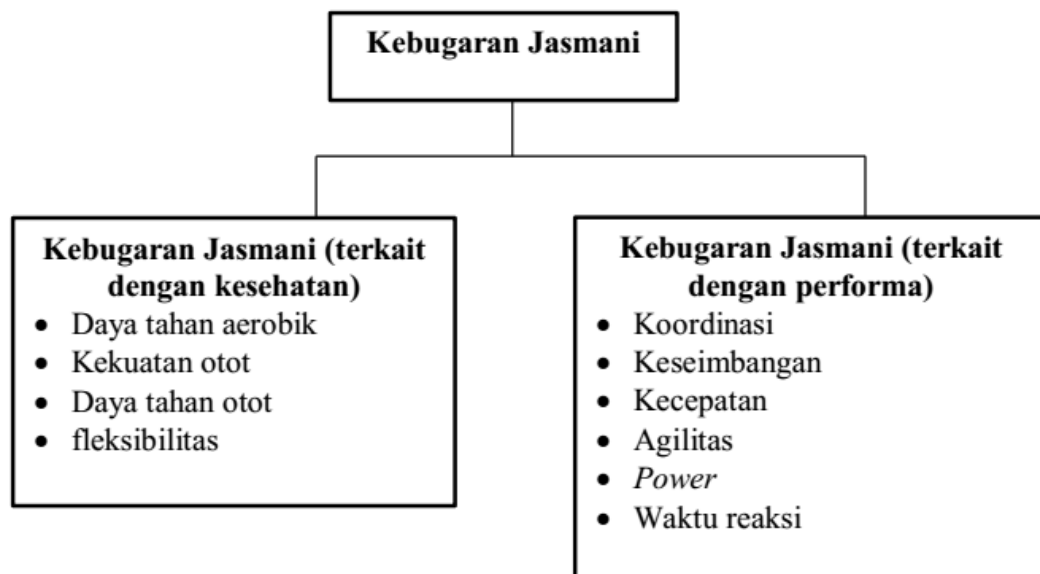 Kebugaran Jasmani
Kebugaran Jasmani (terkait
dengan kesehatan)
• Daya tahan aerobik
• Kekuatan otot
• Daya tahan otot
• fleksibilitas
Kebugaran Jasmani (terkait
dengan performa)
• Koordinasi
• Keseimbangan
• Kecepatan
• Agilitas
• Power
• Waktu reaksi